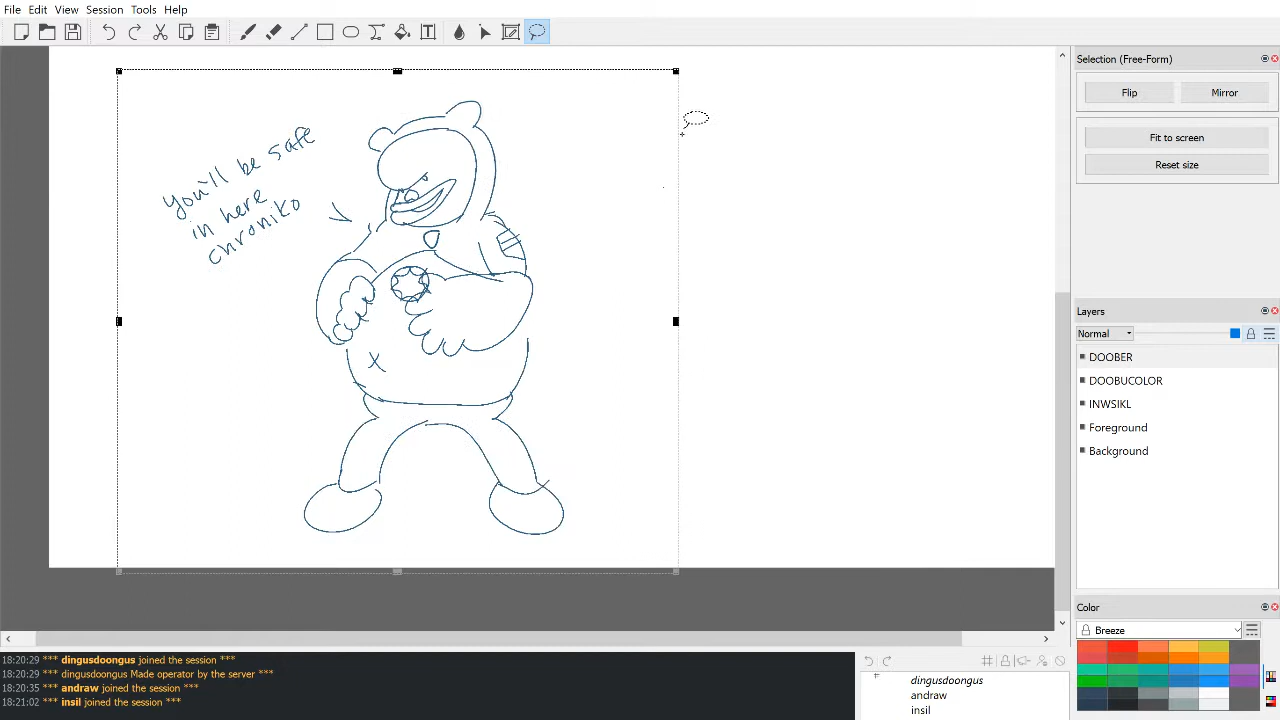 File Edit View Session Tools Help
Selection (Free-Form)
Flip Mirror
Fit to screen
Reset size
you'll be safe
in here
chroniko
Layers
Normal
DOOBER
DOOBUCOLOR
INWSIKL
Foreground
Background
Color
Breeze
18:20:29 *** dingusdoongus joined the session ***
18:20:29 *** dingusdoongus Made operator by the server ***
18:20:35 *** andraw joined the session ***
18:21:02 *** insil joined the session ***
dingusdoongus
andraw
insil